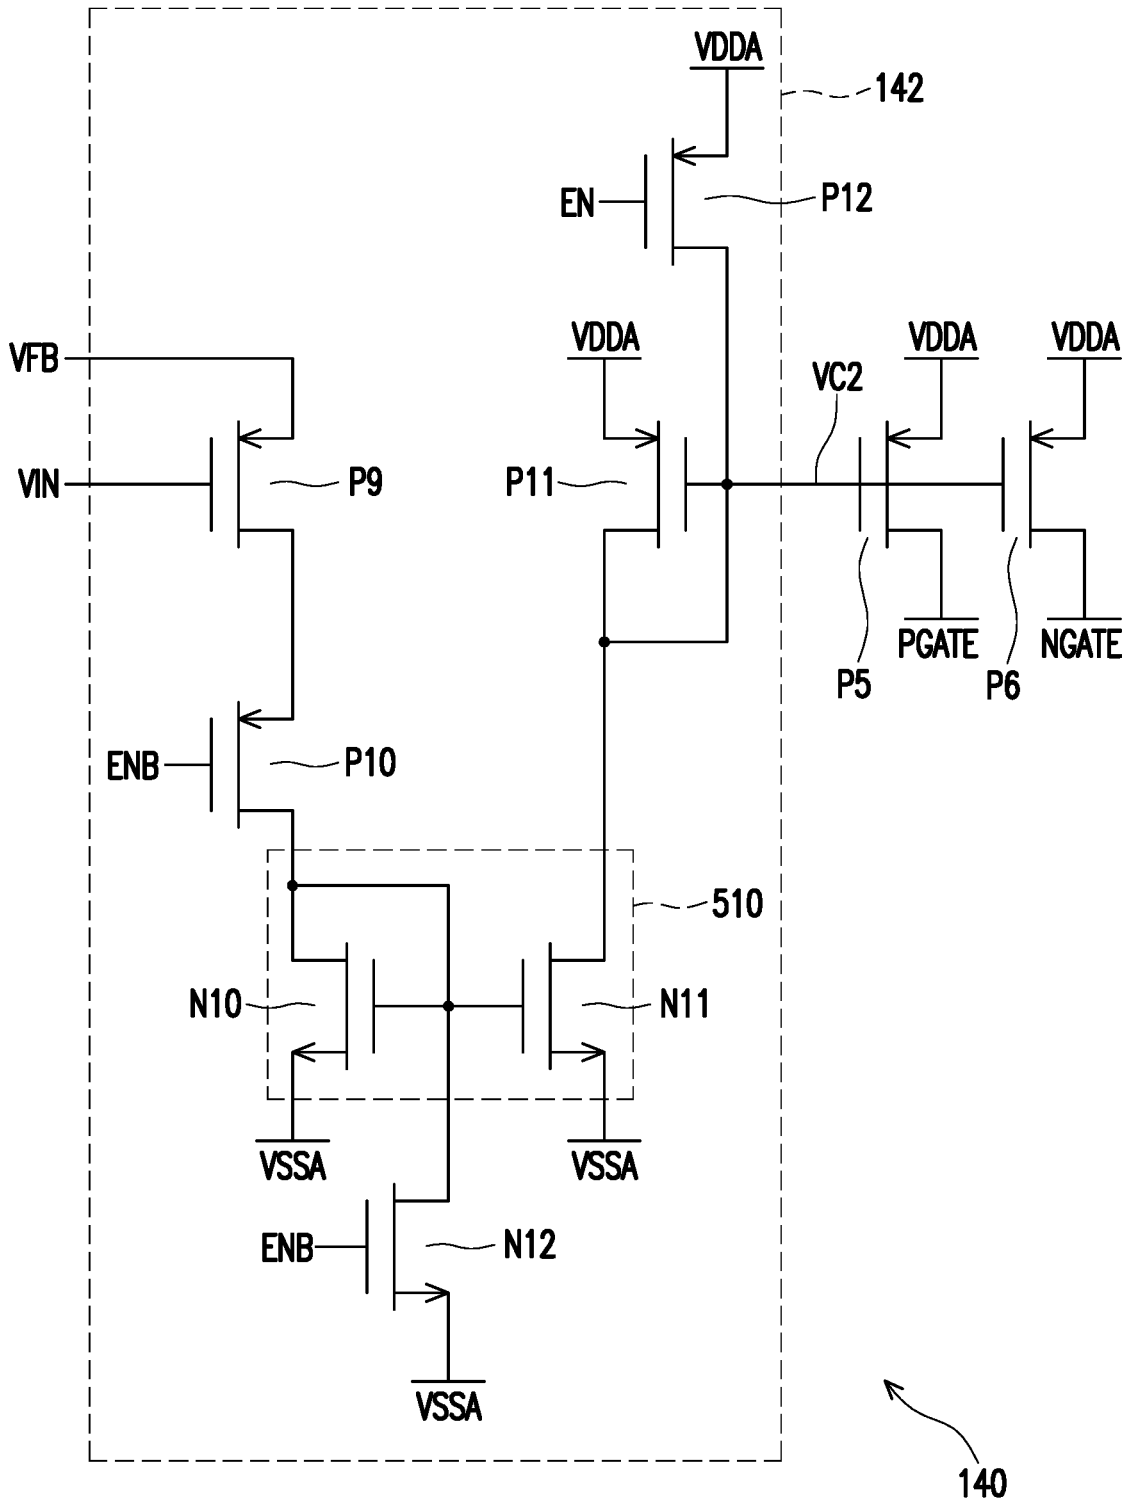 VDDA
142
EN
P12
VFB
VDDA
VDDA
VDDA
VC2
VIN
P9
P11
PGATE
NGATE
P5
P6
ENB
P10
510
N10
N11
VSSA
VSSA
ENB
N12
VSSA
140